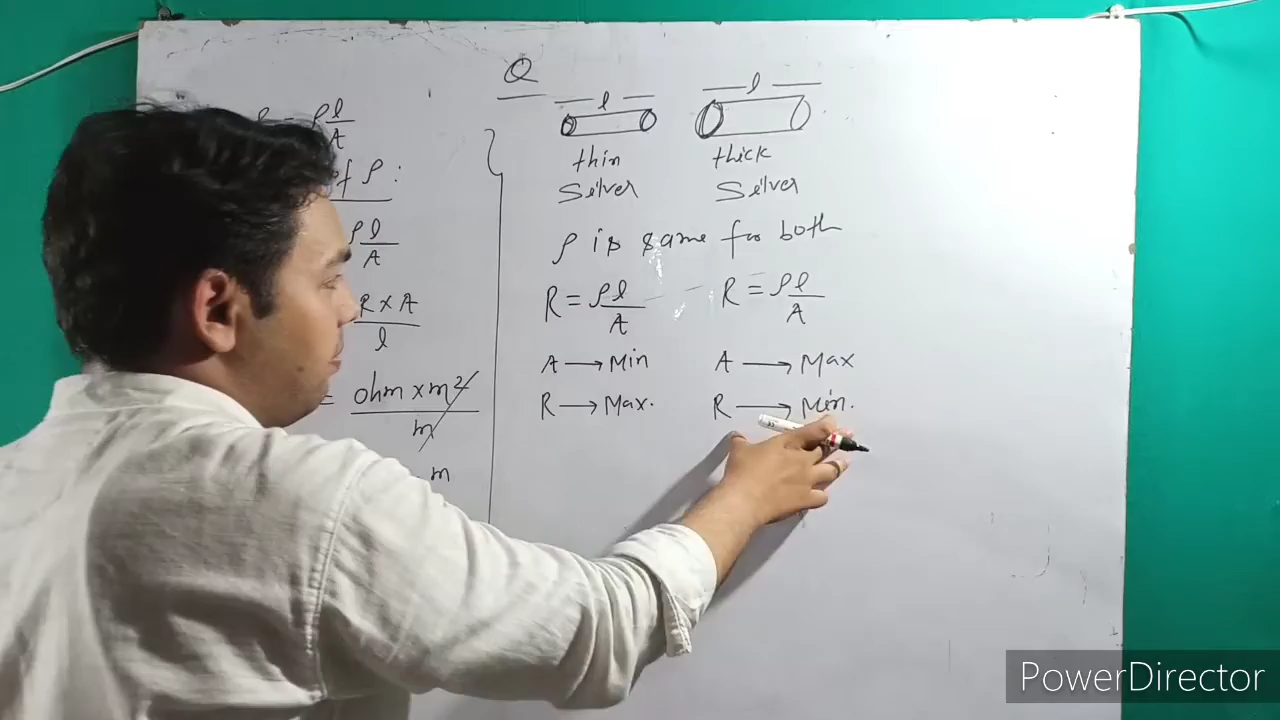 ρl/A
of ρ:
ρl/A
R × A/l
= ohm × m²/m
m
Q
l l
thin thick
Silver Silver
ρ is same for both
R = ρl/A R = ρl/A
A → Min A → Max
R → Max. R → Min.
PowerDirector